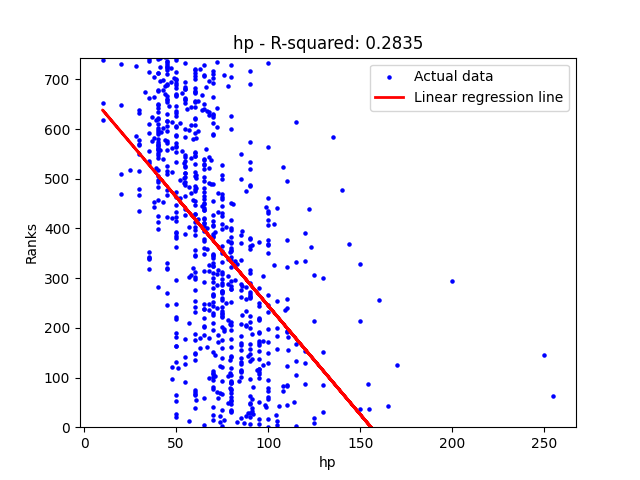 hp - R-squared: 0.2835
Actual data
Linear regression line
700
600
500
400
300
200
100
0
Ranks
0 50 100 150 200 250
hp